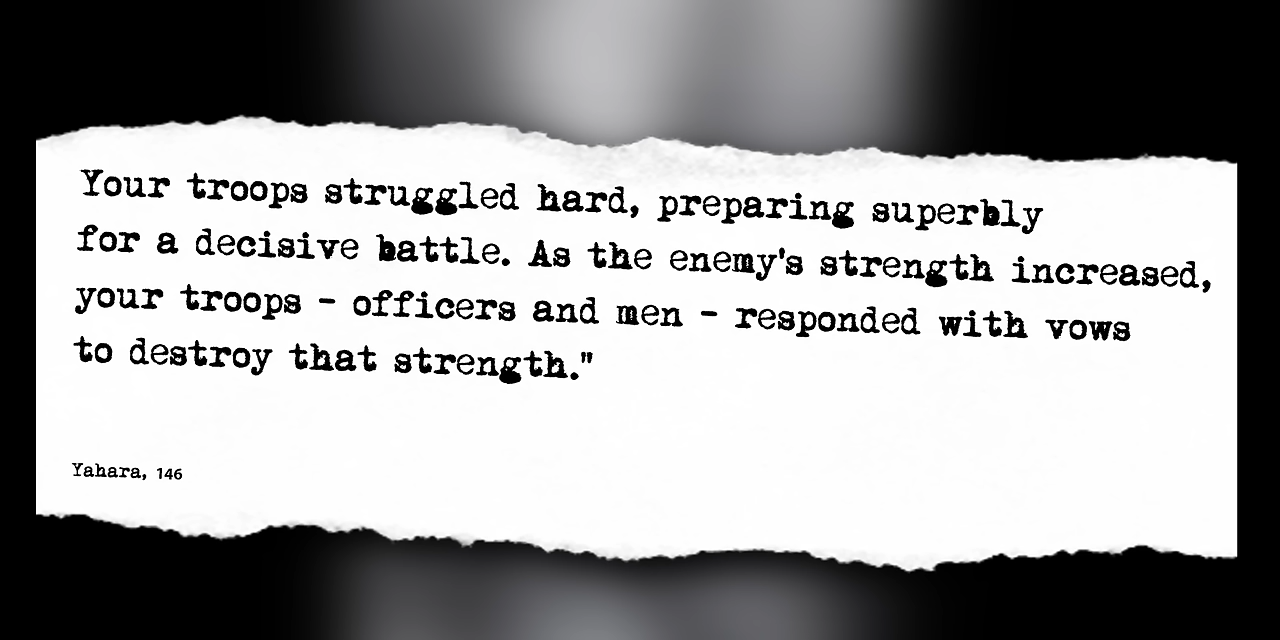 Your troops struggled hard, preparing superbly
for a decisive battle. As the enemy's strength increased,
your troops - officers and men - responded with vows
to destroy that strength."
Yahara, 146